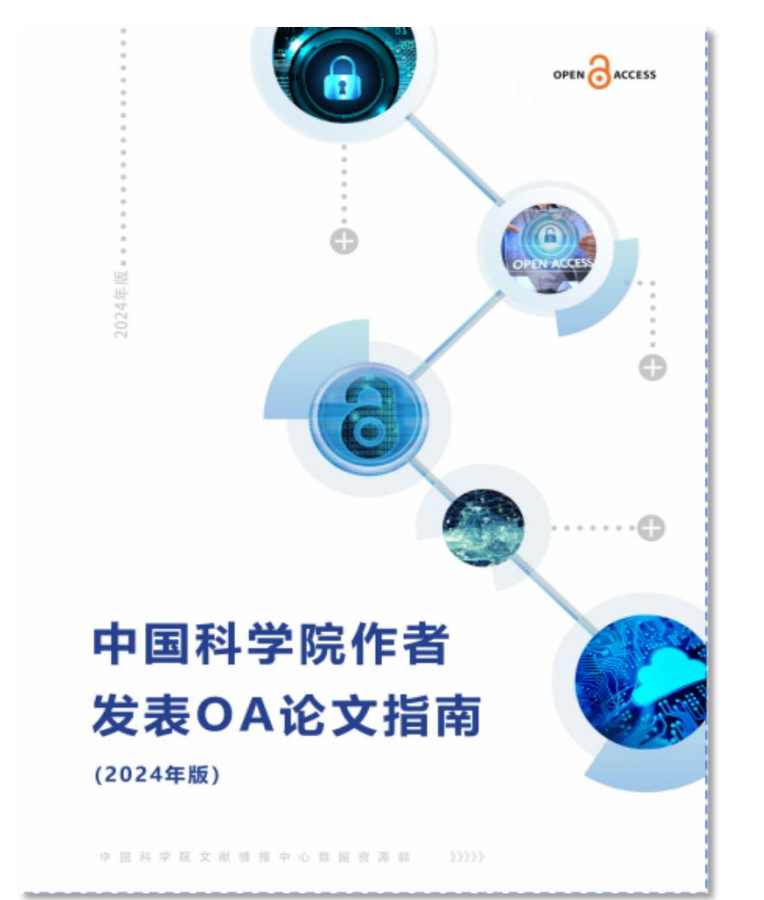 OPEN ACCESS
OPEN ACCESS
2024年版
中国科学院作者
发表OA论文指南
(2024年版)
中国科学院文献情报中心数据资源部